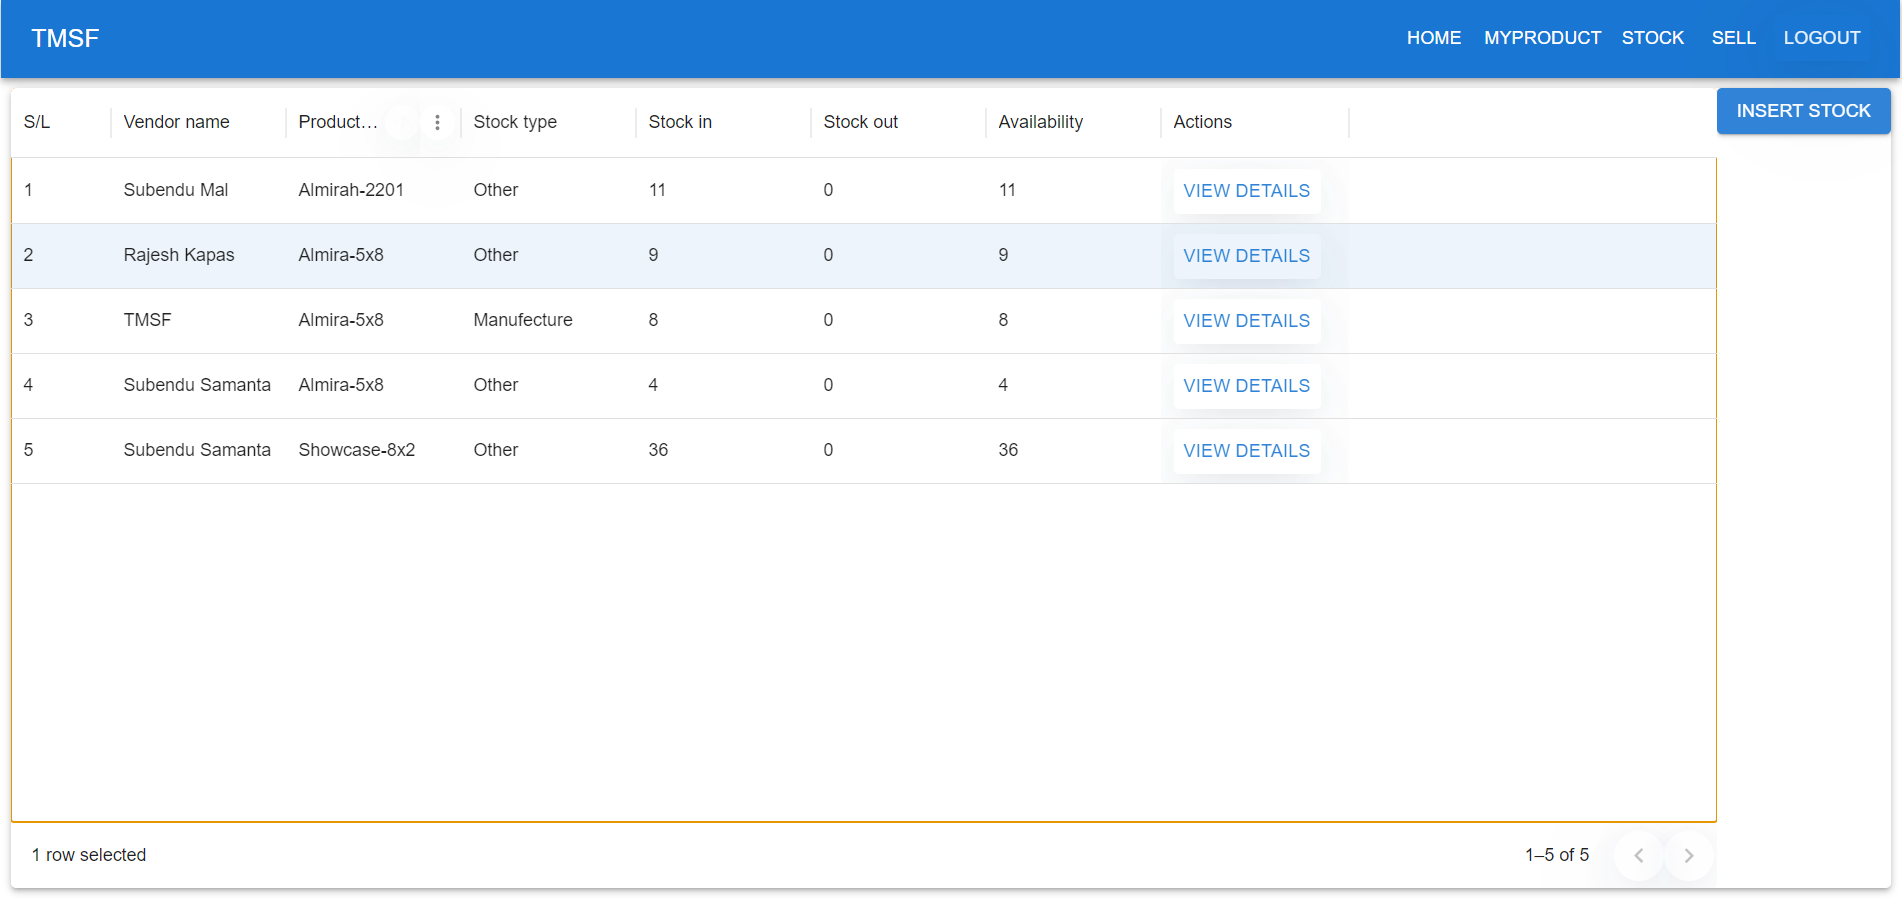 TMSF HOME MYPRODUCT STOCK SELL LOGOUT
S/L Vendor name Product... Stock type Stock in Stock out Availability Actions INSERT STOCK
1 Subendu Mal Almirah-2201 Other 11 0 11 VIEW DETAILS
2 Rajesh Kapas Almira-5x8 Other 9 0 9 VIEW DETAILS
3 TMSF Almira-5x8 Manufecture 8 0 8 VIEW DETAILS
4 Subendu Samanta Almira-5x8 Other 4 0 4 VIEW DETAILS
5 Subendu Samanta Showcase-8x2 Other 36 0 36 VIEW DETAILS
1 row selected 1–5 of 5